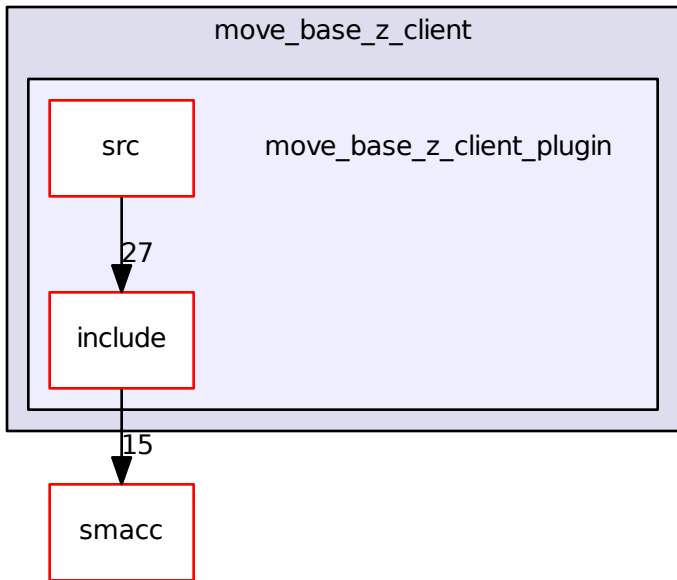 move_base_z_client
src
move_base_z_client_plugin
27
include
15
smacc